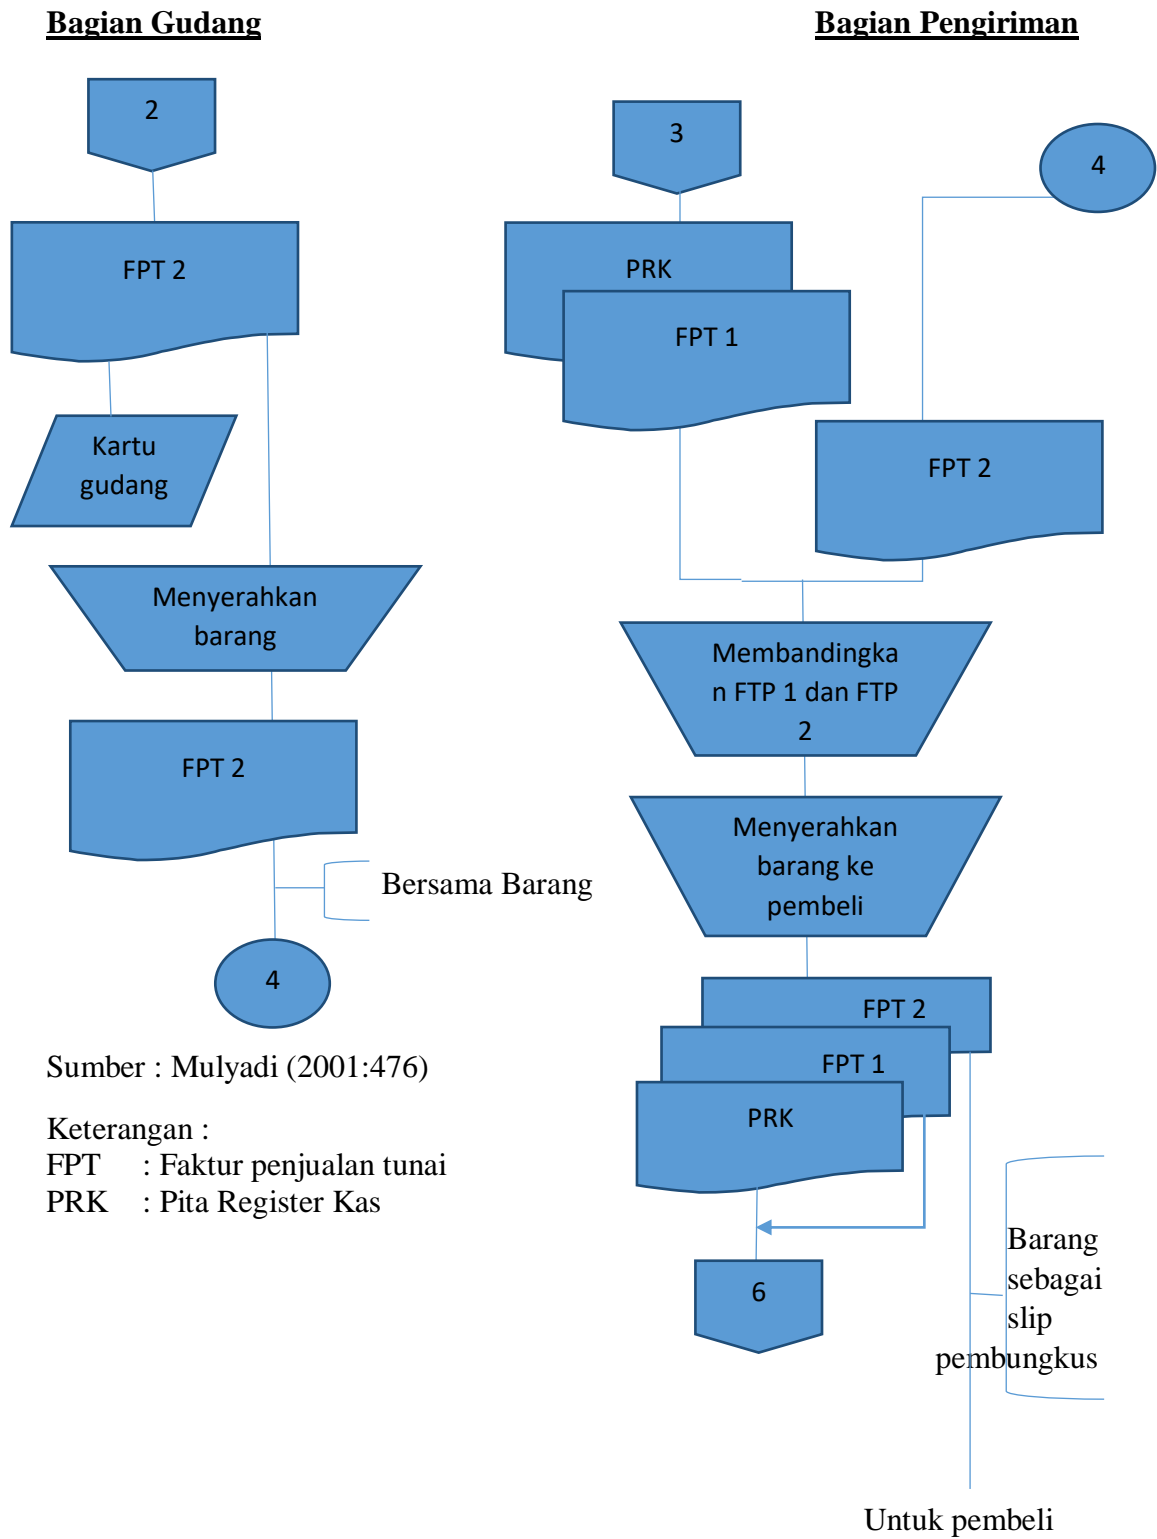 Bagian Gudang
Bagian Pengiriman
2
FPT 2
Kartu
gudang
Menyerahkan
barang
FPT 2
Bersama Barang
4
3
4
PRK
FPT 1
FPT 2
Membandingka
n FTP 1 dan FTP
2
Menyerahkan
barang ke
pembeli
FPT 2
FPT 1
PRK
6
Barang
sebagai
slip
pembungkus
Untuk pembeli
Sumber : Mulyadi (2001:476)
Keterangan :
FPT : Faktur penjualan tunai
PRK : Pita Register Kas